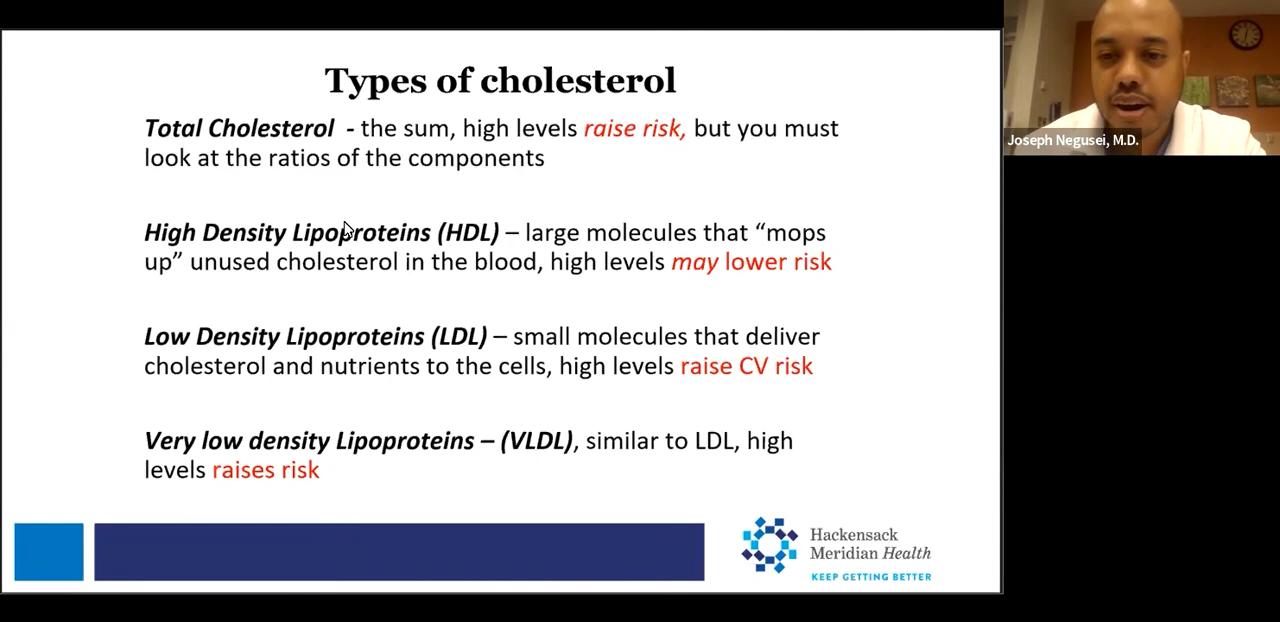 Types of cholesterol
Total Cholesterol - the sum, high levels raise risk, but you must
look at the ratios of the components
High Density Lipoproteins (HDL) – large molecules that “mops
up” unused cholesterol in the blood, high levels may lower risk
Low Density Lipoproteins (LDL) – small molecules that deliver
cholesterol and nutrients to the cells, high levels raise CV risk
Very low density Lipoproteins – (VLDL), similar to LDL, high
levels raises risk
Hackensack
Meridian Health
KEEP GETTING BETTER
Joseph Negusei, M.D.